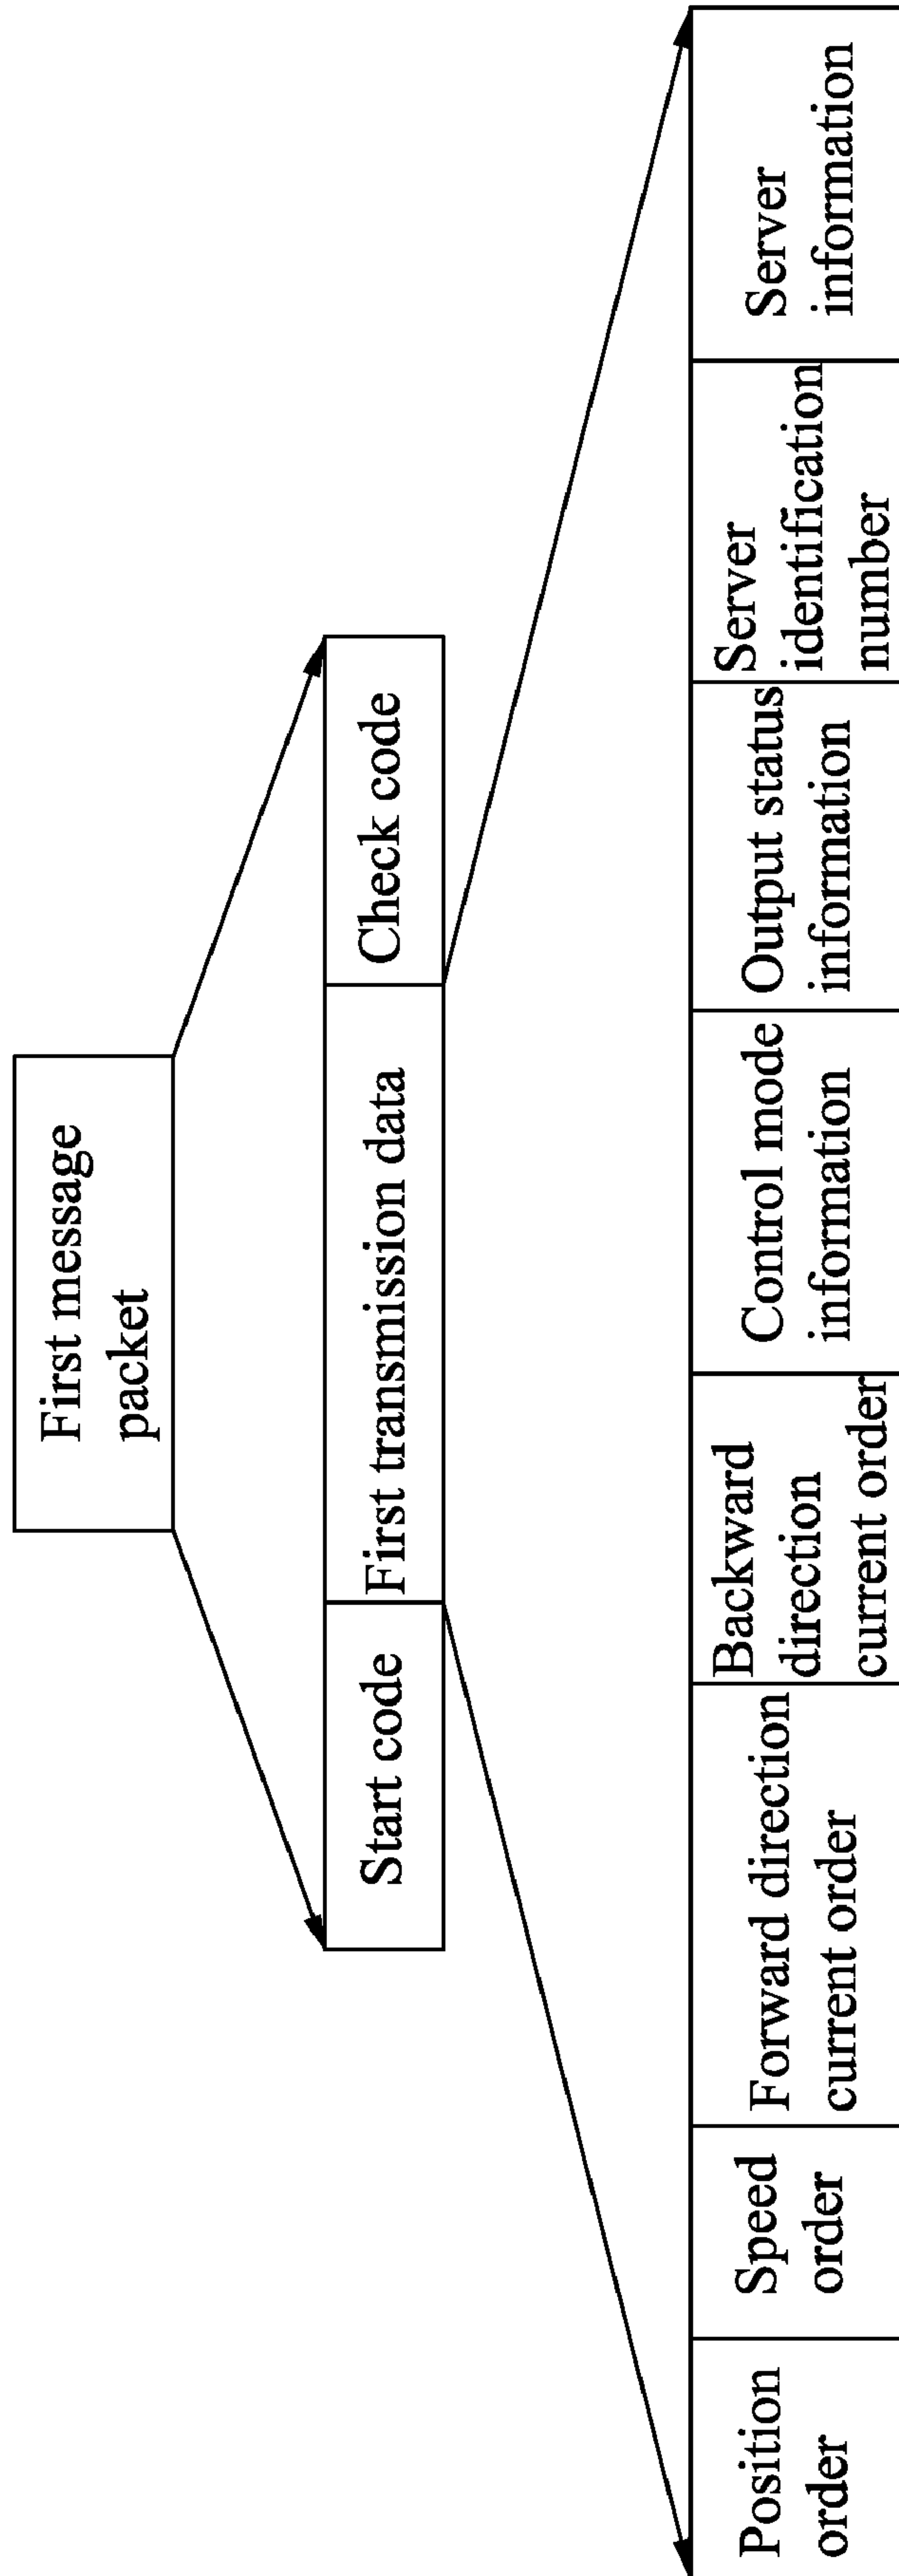 First message
packet
Start code
First transmission data
Check code
Position
order
Speed
order
Forward direction
current order
Backward
direction
current order
Control mode
information
Output status
information
Server
identification
number
Server
information